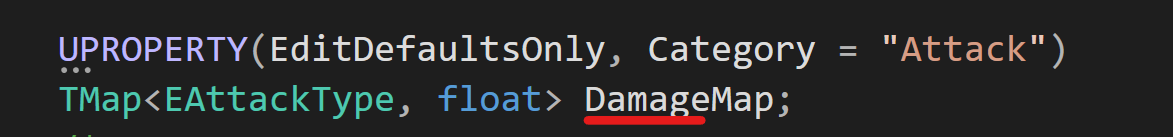 UPROPERTY(EditDefaultsOnly, Category = "Attack")
TMap<EAttackType, float> DamageMap;